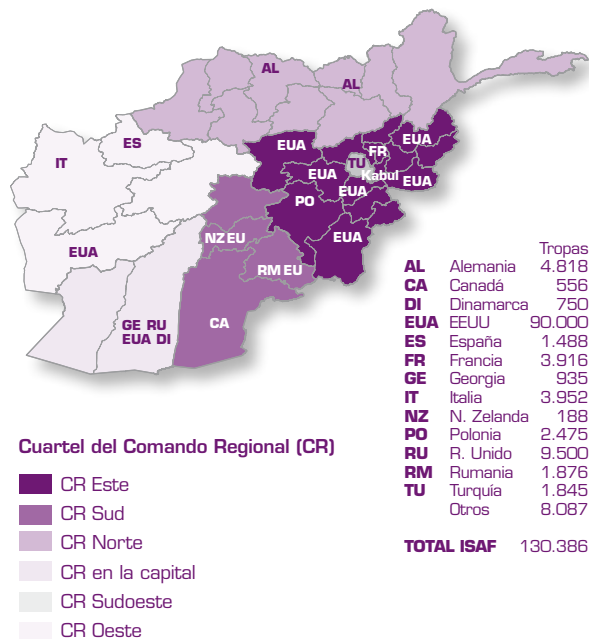 AL
AL
ES
IT
EUA
EUA
FR
TU
EUA
Kabul
EUA
EUA
PO
NZ EU
EUA
EUA
RM EU
GE RU
EUA DI
CA
Tropas
AL Alemania 4.818
CA Canadá 556
DI Dinamarca 750
EUA EEUU 90.000
ES España 1.488
FR Francia 3.916
GE Georgia 935
IT Italia 3.952
NZ N. Zelanda 188
PO Polonia 2.475
RU R. Unido 9.500
RM Rumania 1.876
TU Turquía 1.845
Otros 8.087
TOTAL ISAF 130.386
Cuartel del Comando Regional (CR)
CR Este
CR Sud
CR Norte
CR en la capital
CR Sudoeste
CR Oeste